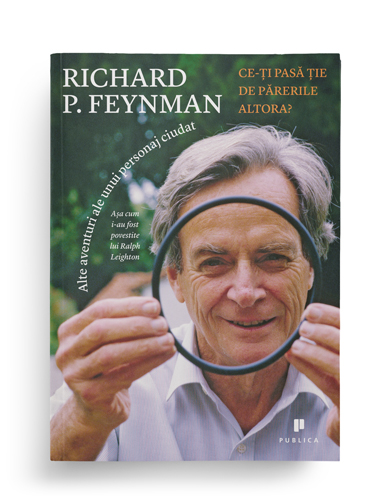 RICHARD
P. FEYNMAN
CE-ȚI PASĂ ȚIE
DE PĂRERILE
ALTORA?
Alte aventuri ale unui personaj ciudat
Așa cum
i-au fost
povestite
lui Ralph
Leighton
P
PUBLICA